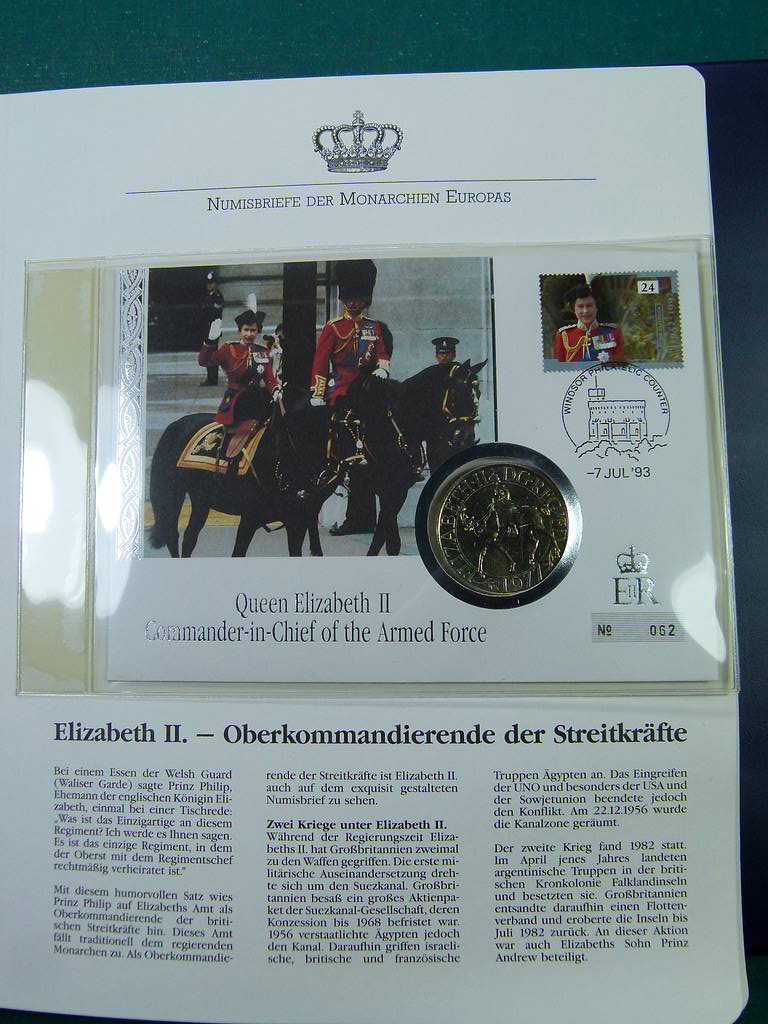 NUMISBRIEFE DER MONARCHIEN EUROPAS
24
WINDSOR PHILATELIC COUNTER
-7 JUL '93
ELIZABETH·II D·G·REG
1977
EIIR
Nº 062
Queen Elizabeth II
Commander-in-Chief of the Armed Force
Elizabeth II. – Oberkommandierende der Streitkräfte
Bei einem Essen der Welsh Guard
(Waliser Garde) sagte Prinz Philip,
Ehemann der englischen Königin Eli-
zabeth, einmal bei einer Tischrede:
„Was ist das Einzigartige an diesem
Regiment? Ich werde es Ihnen sagen.
Es ist das einzige Regiment, in dem
der Oberst mit dem Regimentschef
rechtmäßig verheiratet ist."
Mit diesem humorvollen Satz wies
Prinz Philip auf Elizabeths Amt als
Oberkommandierende der briti-
schen Streitkräfte hin. Dieses Amt
fällt traditionell dem regierenden
Monarchen zu. Als Oberkommandie-
rende der Streitkräfte ist Elizabeth II.
auch auf dem exquisit gestalteten
Numisbrief zu sehen.
Zwei Kriege unter Elizabeth II.
Während der Regierungszeit Eliza-
beths II. hat Großbritannien zweimal
zu den Waffen gegriffen. Die erste mi-
litärische Auseinandersetzung dreh-
te sich um den Suezkanal. Großbri-
tannien besaß ein großes Aktienpa-
ket der Suezkanal-Gesellschaft, deren
Konzession bis 1968 befristet war.
1956 verstaatlichte Ägypten jedoch
den Kanal. Daraufhin griffen israeli-
sche, britische und französische
Truppen Ägypten an. Das Eingreifen
der UNO und besonders der USA und
der Sowjetunion beendete jedoch
den Konflikt. Am 22.12.1956 wurde
die Kanalzone geräumt.
Der zweite Krieg fand 1982 statt.
Im April jenes Jahres landeten
argentinische Truppen in der briti-
schen Kronkolonie Falklandinseln
und besetzten sie. Großbritannien
entsandte daraufhin einen Flotten-
verband und eroberte die Inseln bis
Juli 1982 zurück. An dieser Aktion
war auch Elizabeths Sohn Prinz
Andrew beteiligt.